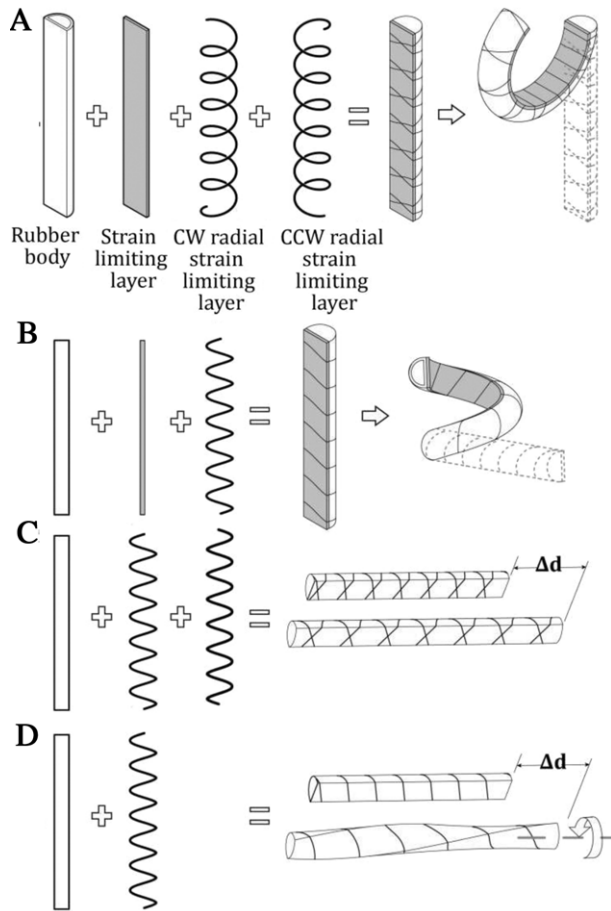 A
Rubber
body
Strain
limiting
layer
CW radial
strain
limiting
layer
CCW radial
strain
limiting
layer
B
C
Δd
D
Δd